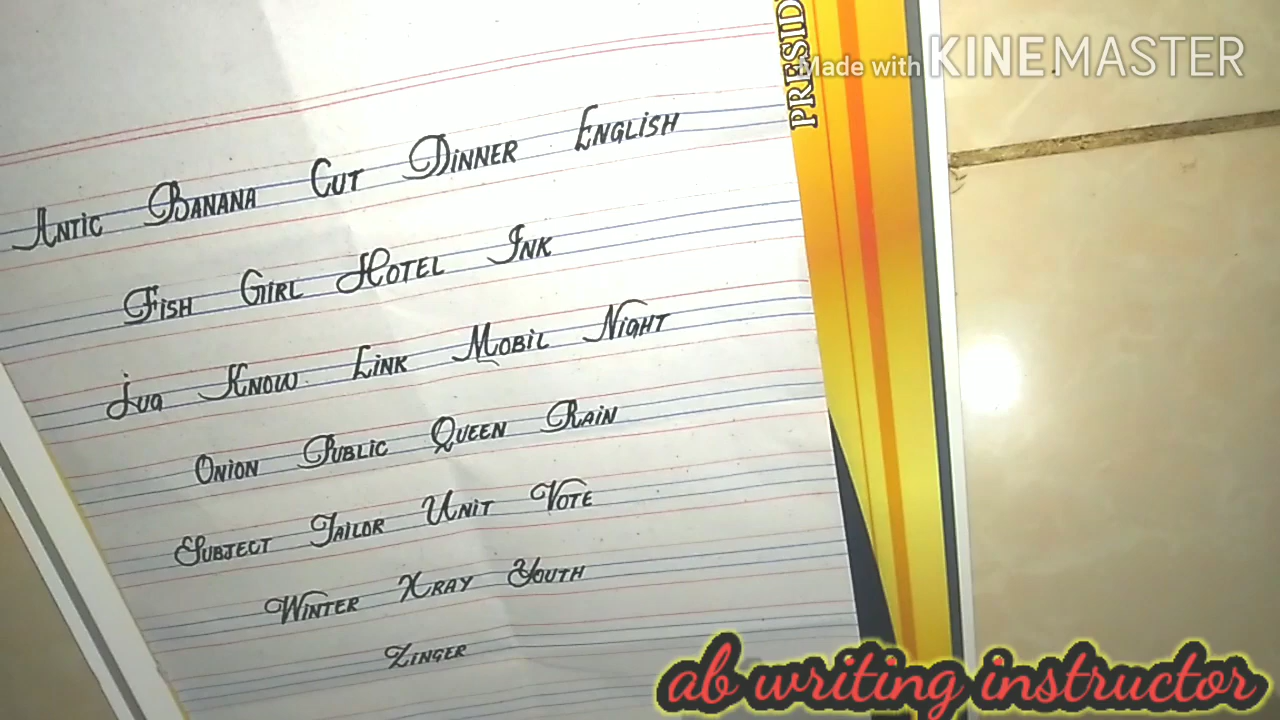 PRESID
Made with KINEMASTER
ANTIC BANANA CUT DINNER ENGLISH
FISH GIRL HOTEL INK
JUG KNOW LINK MOBIL NIGHT
ONION PUBLIC QUEEN RAIN
SUBJECT TAILOR UNIT VOTE
WINTER XRAY YOUTH
ZINGER
ab writing instructor